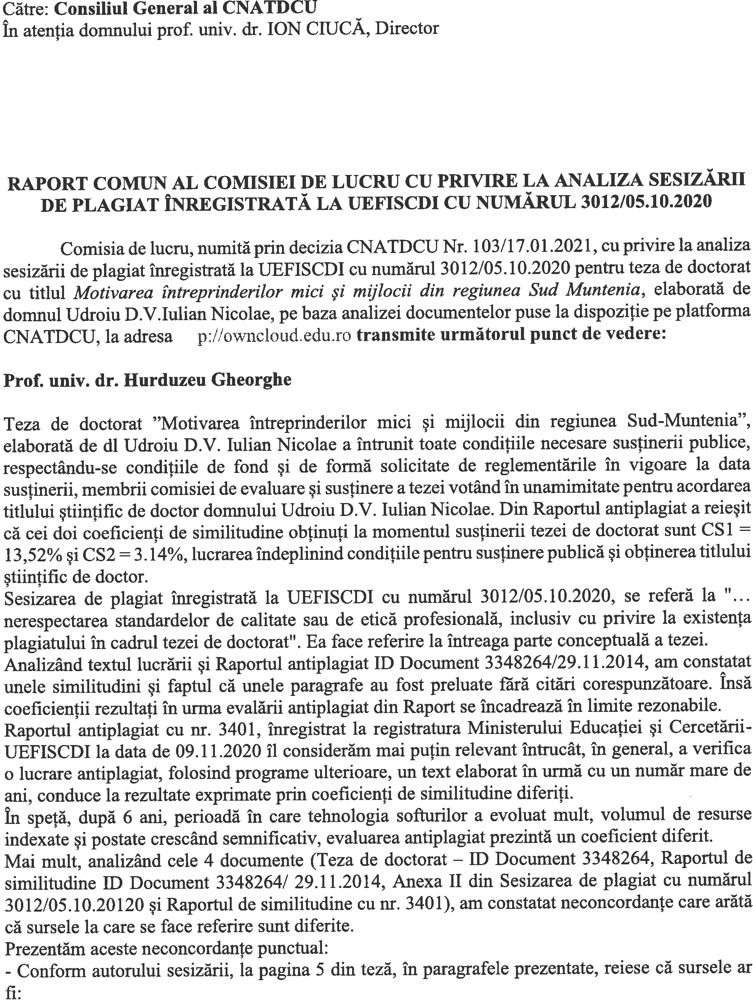 Către: Consiliul General al CNATDCU
În atenția domnului prof. univ. dr. ION CIUCĂ, Director
RAPORT COMUN AL COMISIEI DE LUCRU CU PRIVIRE LA ANALIZA SESIZĂRII
DE PLAGIAT ÎNREGISTRATĂ LA UEFISCDI CU NUMĂRUL 3012/05.10.2020
Comisia de lucru, numită prin decizia CNATDCU Nr. 103/17.01.2021, cu privire la analiza
sesizării de plagiat înregistrată la UEFISCDI cu numărul 3012/05.10.2020 pentru teza de doctorat
cu titlul Motivarea întreprinderilor mici și mijlocii din regiunea Sud Muntenia, elaborată de
domnul Udroiu D.V.Iulian Nicolae, pe baza analizei documentelor puse la dispoziție pe platforma
CNATDCU, la adresa p://owncloud.edu.ro transmite următorul punct de vedere:
Prof. univ. dr. Hurduzeu Gheorghe
Teza de doctorat ”Motivarea întreprinderilor mici și mijlocii din regiunea Sud-Muntenia”,
elaborată de dl Udroiu D.V. Iulian Nicolae a întrunit toate condițiile necesare susținerii publice,
respectându-se condițiile de fond și de formă solicitate de reglementările în vigoare la data
susținerii, membrii comisiei de evaluare și susținere a tezei votând în unamimitate pentru acordarea
titlului științific de doctor domnului Udroiu D.V. Iulian Nicolae. Din Raportul antiplagiat a reieșit
că cei doi coeficienți de similitudine obținuți la momentul susținerii tezei de doctorat sunt CS1 =
13,52% și CS2 = 3.14%, lucrarea îndeplinind condițiile pentru susținere publică și obținerea titlului
științific de doctor.
Sesizarea de plagiat înregistrată la UEFISCDI cu numărul 3012/05.10.2020, se referă la "…
nerespectarea standardelor de calitate sau de etică profesională, inclusiv cu privire la existența
plagiatului în cadrul tezei de doctorat". Ea face referire la întreaga parte conceptuală a tezei.
Analizând textul lucrării și Raportul antiplagiat ID Document 3348264/29.11.2014, am constatat
unele similitudini și faptul că unele paragrafe au fost preluate fără citări corespunzătoare. Însă
coeficienții rezultați în urma evalării antiplagiat din Raport se încadrează în limite rezonabile.
Raportul antiplagiat cu nr. 3401, înregistrat la registratura Ministerului Educației și Cercetării-
UEFISCDI la data de 09.11.2020 îl considerăm mai puțin relevant întrucât, în general, a verifica
o lucrare antiplagiat, folosind programe ulterioare, un text elaborat în urmă cu un număr mare de
ani, conduce la rezultate exprimate prin coeficienți de similitudine diferiți.
În speță, după 6 ani, perioadă în care tehnologia softurilor a evoluat mult, volumul de resurse
indexate și postate crescând semnificativ, evaluarea antiplagiat prezintă un coeficient diferit.
Mai mult, analizând cele 4 documente (Teza de doctorat – ID Document 3348264, Raportul de
similitudine ID Document 3348264/ 29.11.2014, Anexa II din Sesizarea de plagiat cu numărul
3012/05.10.20120 și Raportul de similitudine cu nr. 3401), am constatat neconcordanțe care arată
că sursele la care se face referire sunt diferite.
Prezentăm aceste neconcordanțe punctual:
- Conform autorului sesizării, la pagina 5 din teză, în paragrafele prezentate, reiese că sursele ar
fi: